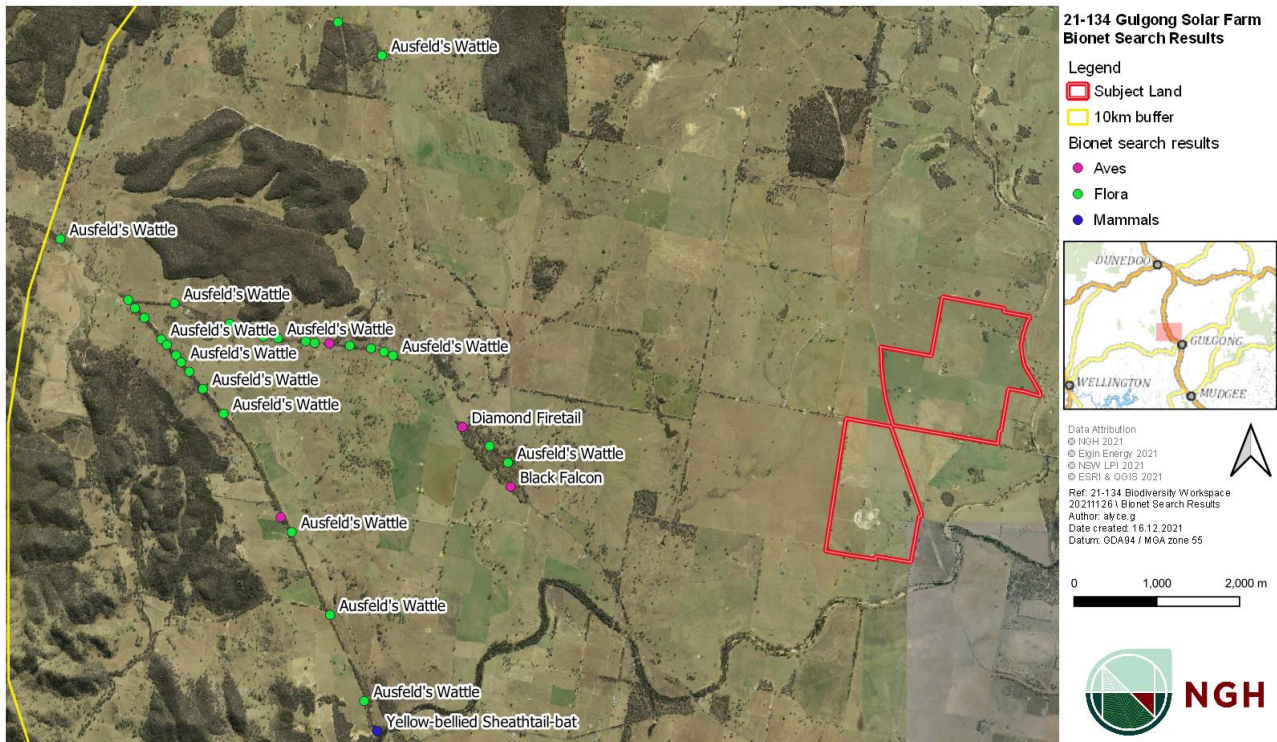 Ausfeld's Wattle
Ausfeld's Wattle
Ausfeld's Wattle
Ausfeld's Wattle
Ausfeld's Wattle
Ausfeld's Wattle
Ausfeld's Wattle
Ausfeld's Wattle
Ausfeld's Wattle
Diamond Firetail
Ausfeld's Wattle
Black Falcon
Ausfeld's Wattle
Ausfeld's Wattle
Ausfeld's Wattle
Yellow-bellied Sheathtail-bat
21-134 Gulgong Solar Farm
Bionet Search Results
Legend
Subject Land
10km buffer
Bionet search results
Aves
Flora
Mammals
DUNEDOO
GULGONG
WELLINGTON
MUDGEE
Data Attribution
© NGH 2021
© Elgin Energy 2021
© NSW LPI 2021
© ESRI & QGIS 2021
Ref: 21-134 Biodiversity Workspace
20211126 \ Bionet Search Results
Author: alyce.g
Date created: 16.12.2021
Datum: GDA94 / MGA zone 55
0 1,000 2,000 m
NGH